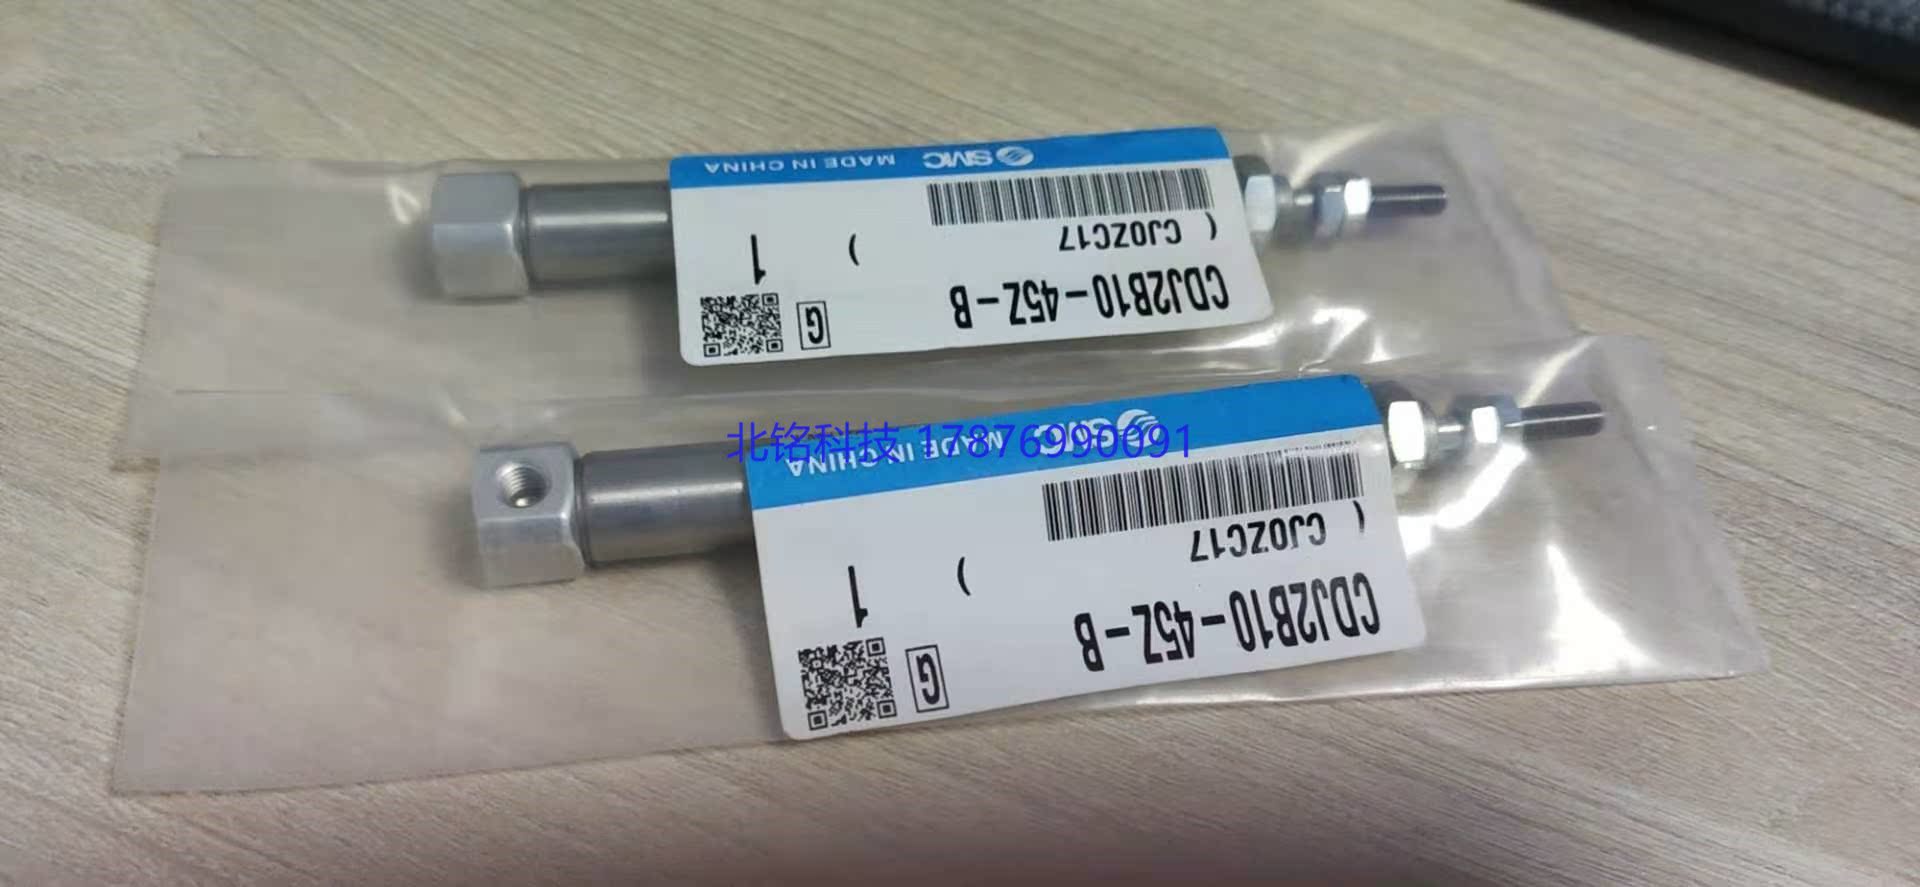 SMC MADE IN CHINA
( CJ0ZC17 )
CDJ2B10-45Z-B
1
G
SMC MADE IN CHINA
北铭科技 17876990091
( CJ0ZC17 )
CDJ2B10-45Z-B
1
G